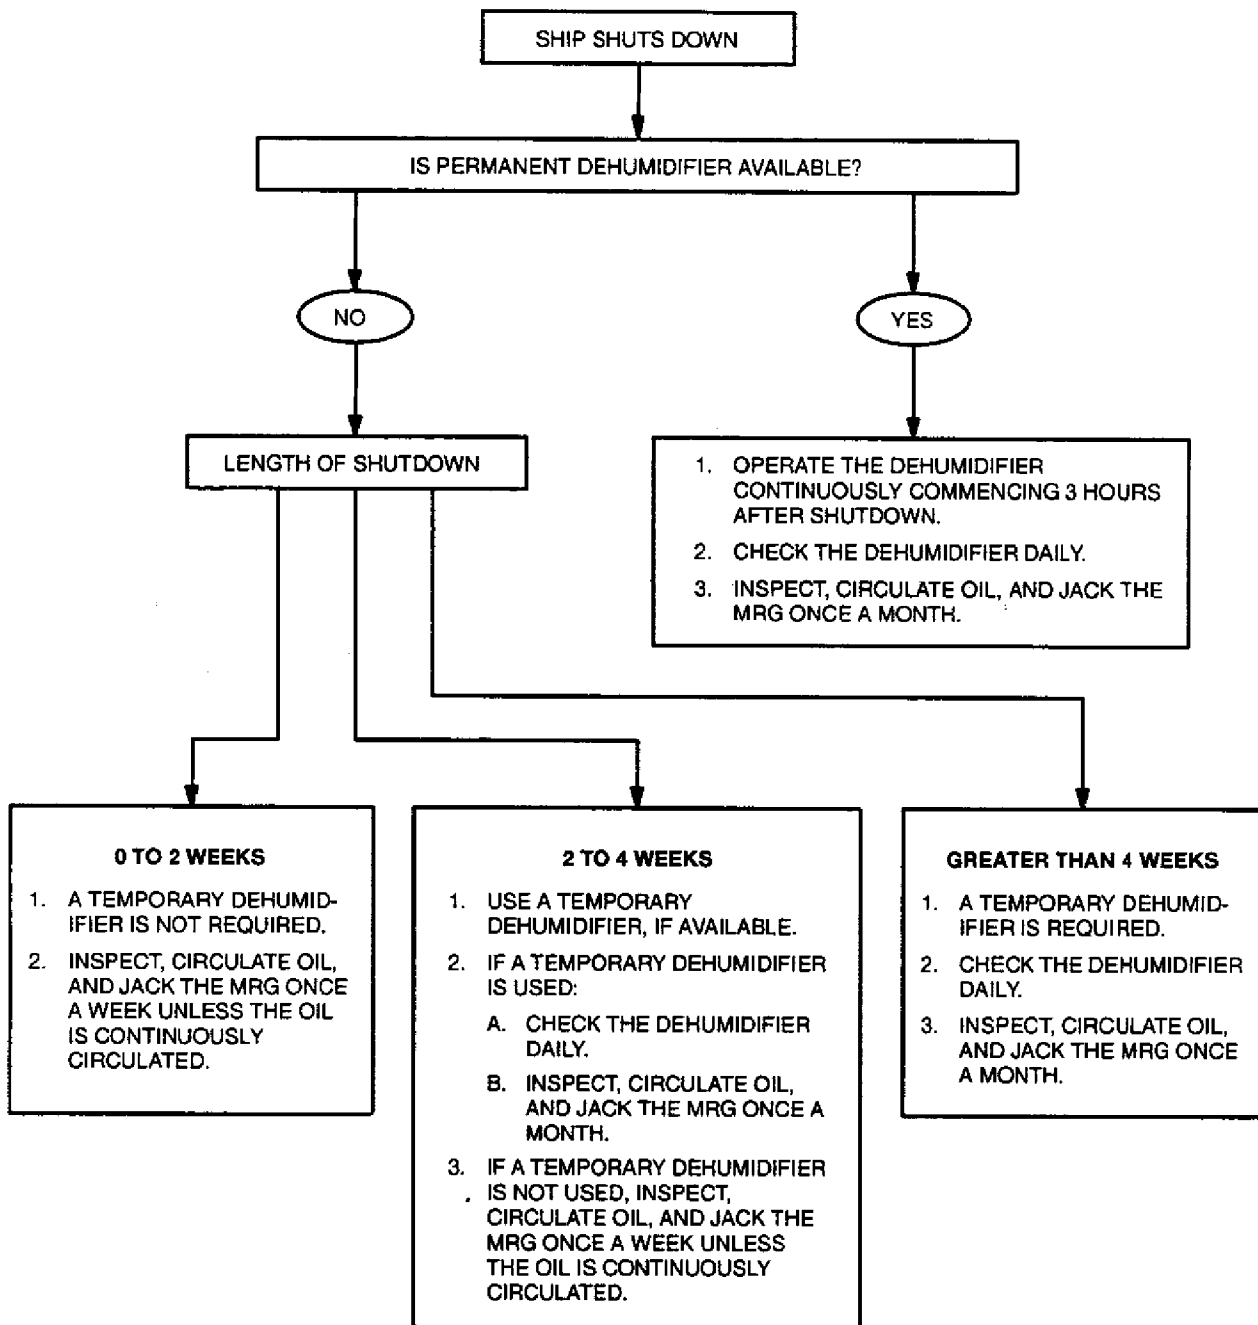 SHIP SHUTS DOWN
IS PERMANENT DEHUMIDIFIER AVAILABLE?
NO
YES
LENGTH OF SHUTDOWN
1. OPERATE THE DEHUMIDIFIER
CONTINUOUSLY COMMENCING 3 HOURS
AFTER SHUTDOWN.
2. CHECK THE DEHUMIDIFIER DAILY.
3. INSPECT, CIRCULATE OIL, AND JACK THE
MRG ONCE A MONTH.
0 TO 2 WEEKS
1. A TEMPORARY DEHUMID-
IFIER IS NOT REQUIRED.
2. INSPECT, CIRCULATE OIL,
AND JACK THE MRG ONCE
A WEEK UNLESS THE OIL
IS CONTINUOUSLY
CIRCULATED.
2 TO 4 WEEKS
1. USE A TEMPORARY
DEHUMIDIFIER, IF AVAILABLE.
2. IF A TEMPORARY DEHUMIDIFIER
IS USED:
A. CHECK THE DEHUMIDIFIER
DAILY.
B. INSPECT, CIRCULATE OIL,
AND JACK THE MRG ONCE A
MONTH.
3. IF A TEMPORARY DEHUMIDIFIER
IS NOT USED, INSPECT,
CIRCULATE OIL, AND JACK THE
MRG ONCE A WEEK UNLESS
THE OIL IS CONTINUOUSLY
CIRCULATED.
GREATER THAN 4 WEEKS
1. A TEMPORARY DEHUMID-
IFIER IS REQUIRED.
2. CHECK THE DEHUMIDIFIER
DAILY.
3. INSPECT, CIRCULATE OIL,
AND JACK THE MRG ONCE
A MONTH.